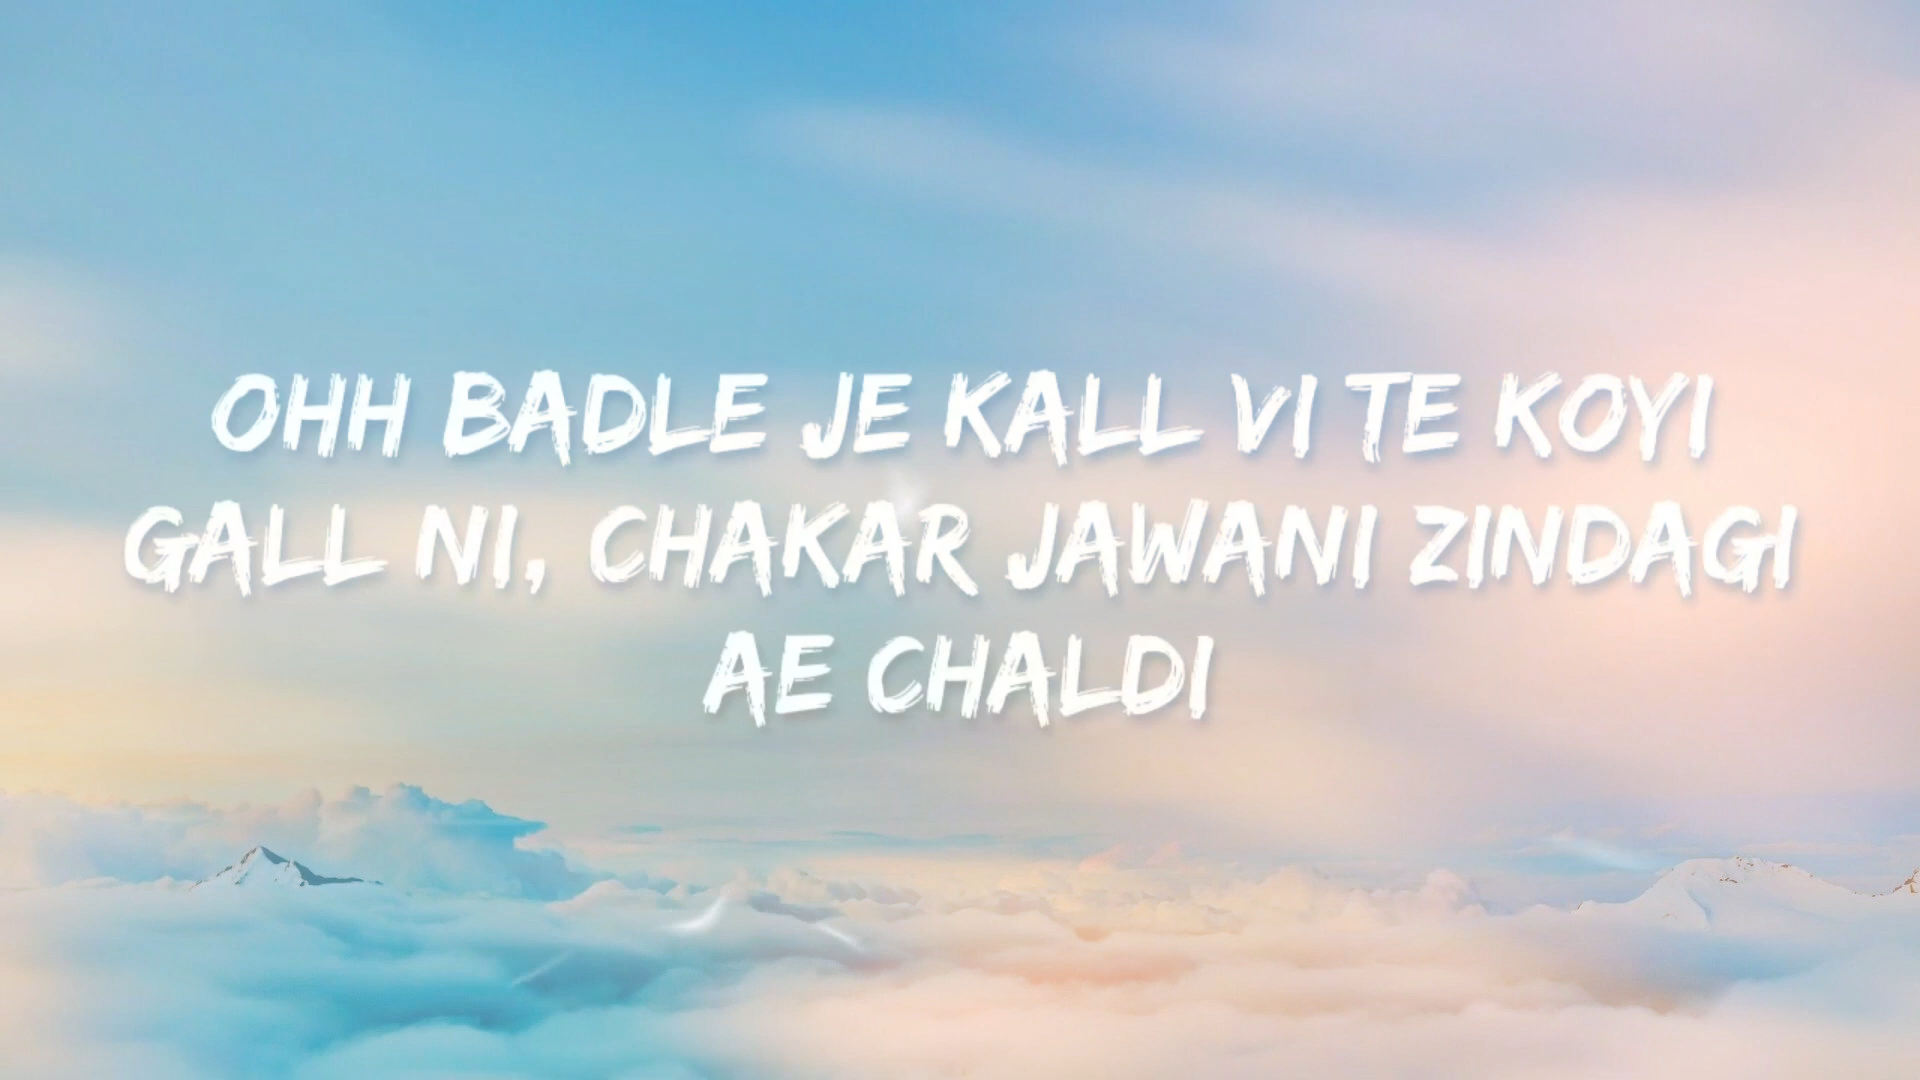 OHH BADLE JE KALL VI TE KOYI
GALL NI, CHAKAR JAWANI ZINDAGI
AE CHALDI